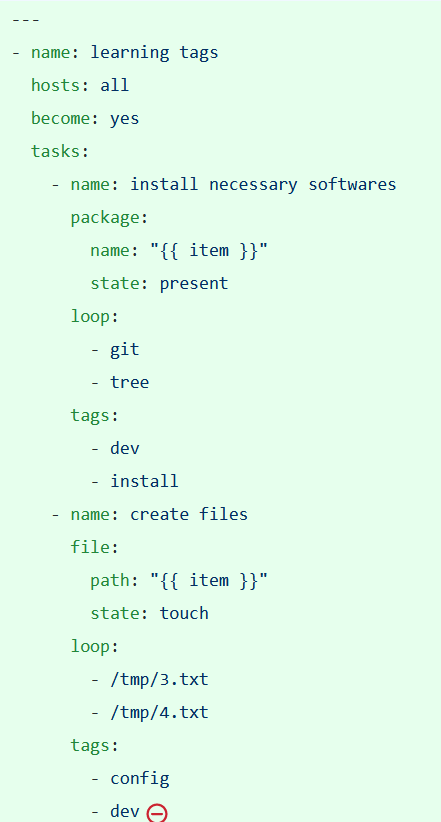 ---
- name: learning tags
  hosts: all
  become: yes
  tasks:
    - name: install necessary softwares
      package:
        name: "{{ item }}"
        state: present
      loop:
        - git
        - tree
      tags:
        - dev
        - install
    - name: create files
      file:
        path: "{{ item }}"
        state: touch
      loop:
        - /tmp/3.txt
        - /tmp/4.txt
      tags:
        - config
        - dev